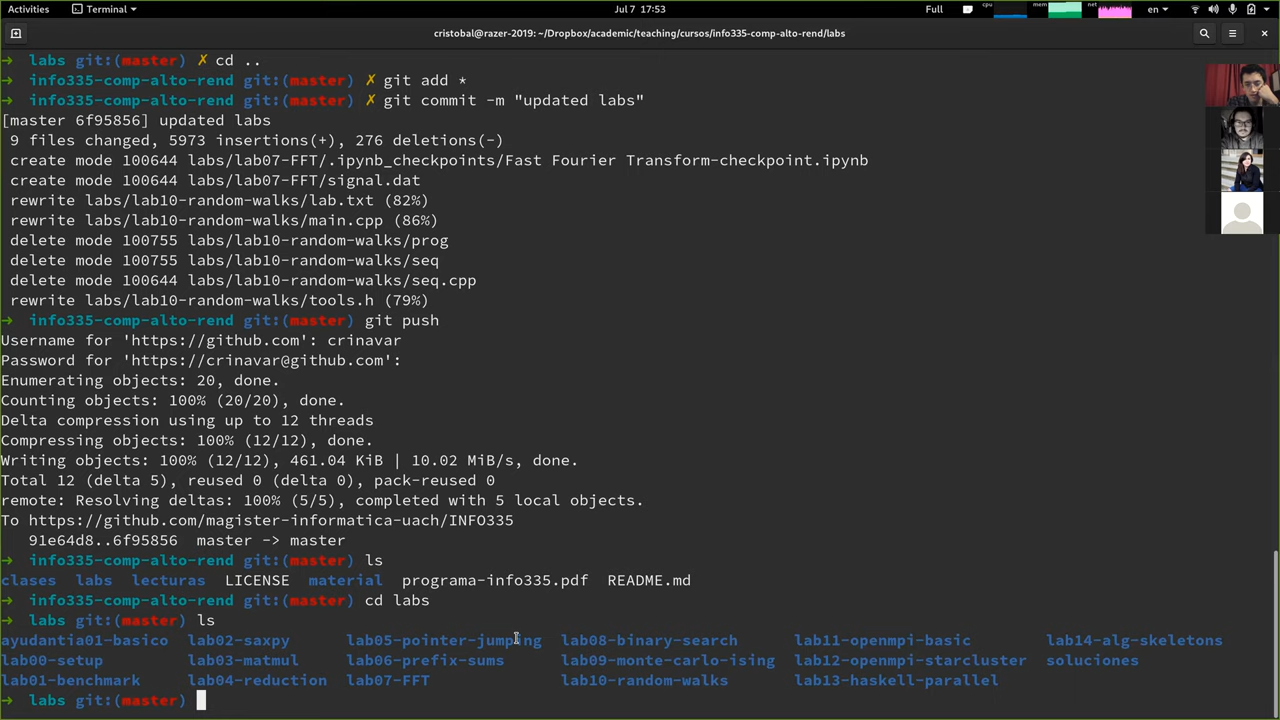 Activities Terminal Jul 7 17:53 Full cpu mem net en
cristobal@razer-2019: ~/Dropbox/academic/teaching/cursos/info335-comp-alto-rend/labs
→ labs git:(master) ✗ cd ..
→ info335-comp-alto-rend git:(master) ✗ git add *
→ info335-comp-alto-rend git:(master) ✗ git commit -m "updated labs"
[master 6f95856] updated labs
9 files changed, 5973 insertions(+), 276 deletions(-)
create mode 100644 labs/lab07-FFT/.ipynb_checkpoints/Fast Fourier Transform-checkpoint.ipynb
create mode 100644 labs/lab07-FFT/signal.dat
rewrite labs/lab10-random-walks/lab.txt (82%)
rewrite labs/lab10-random-walks/main.cpp (86%)
delete mode 100755 labs/lab10-random-walks/prog
delete mode 100755 labs/lab10-random-walks/seq
delete mode 100644 labs/lab10-random-walks/seq.cpp
rewrite labs/lab10-random-walks/tools.h (79%)
→ info335-comp-alto-rend git:(master) git push
Username for 'https://github.com': crinavar
Password for 'https://crinavar@github.com':
Enumerating objects: 20, done.
Counting objects: 100% (20/20), done.
Delta compression using up to 12 threads
Compressing objects: 100% (12/12), done.
Writing objects: 100% (12/12), 461.04 KiB | 10.02 MiB/s, done.
Total 12 (delta 5), reused 0 (delta 0), pack-reused 0
remote: Resolving deltas: 100% (5/5), completed with 5 local objects.
To https://github.com/magister-informatica-uach/INFO335
91e64d8..6f95856 master -> master
→ info335-comp-alto-rend git:(master) ls
clases labs lecturas LICENSE material programa-info335.pdf README.md
→ info335-comp-alto-rend git:(master) cd labs
→ labs git:(master) ls
ayudantia01-basico lab02-saxpy lab05-pointer-jumping lab08-binary-search lab11-openmpi-basic lab14-alg-skeletons
lab00-setup lab03-matmul lab06-prefix-sums lab09-monte-carlo-ising lab12-openmpi-starcluster soluciones
lab01-benchmark lab04-reduction lab07-FFT lab10-random-walks lab13-haskell-parallel
→ labs git:(master)